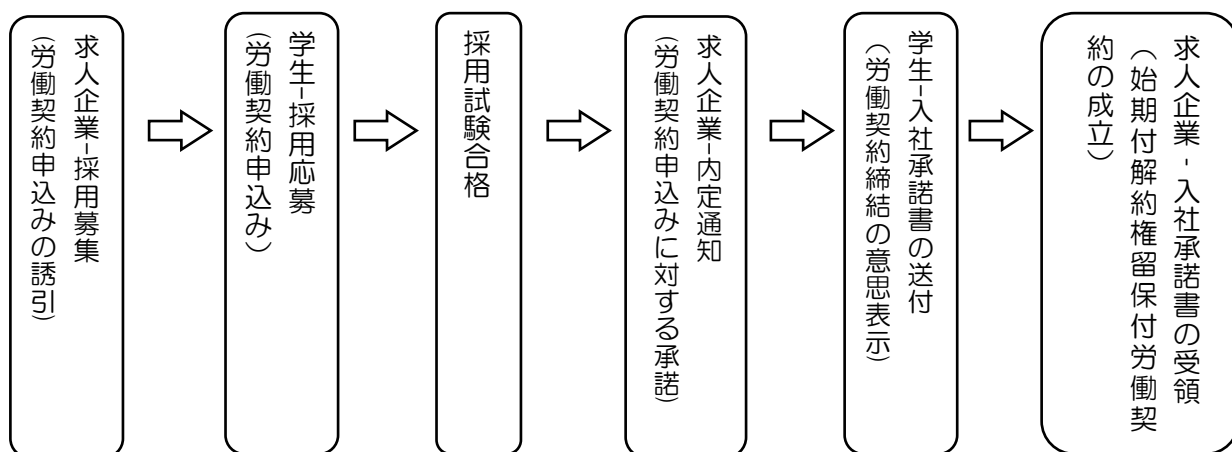 求人企業-採用募集
(労働契約申込みの誘引)
学生-採用応募
(労働契約申込み)
採用試験合格
求人企業-内定通知
(労働契約申込みに対する承諾)
学生-入社承諾書の送付
(労働契約締結の意思表示)
求人企業-入社承諾書の受領
(始期付解約権留保付労働契
約の成立)